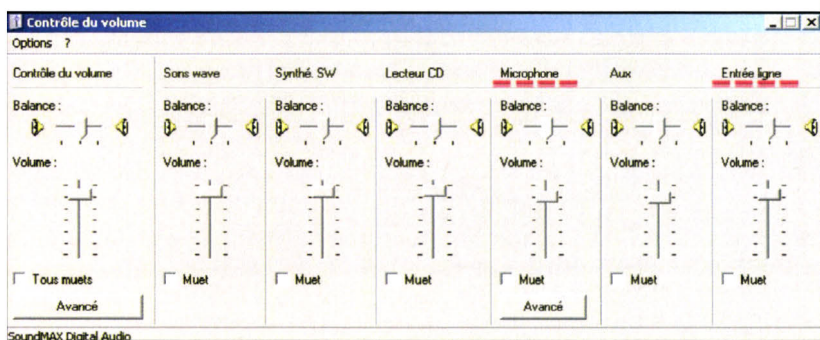 Contrôle du volume
Options ?
Contrôle du volume Sons wave Synthé. SW Lecteur CD Microphone Aux Entrée ligne
Balance : Balance : Balance : Balance : Balance : Balance : Balance :
Volume : Volume : Volume : Volume : Volume : Volume : Volume :
Tous muets Muet Muet Muet Muet Muet Muet
Avancé Avancé
SoundMAX Digital Audio